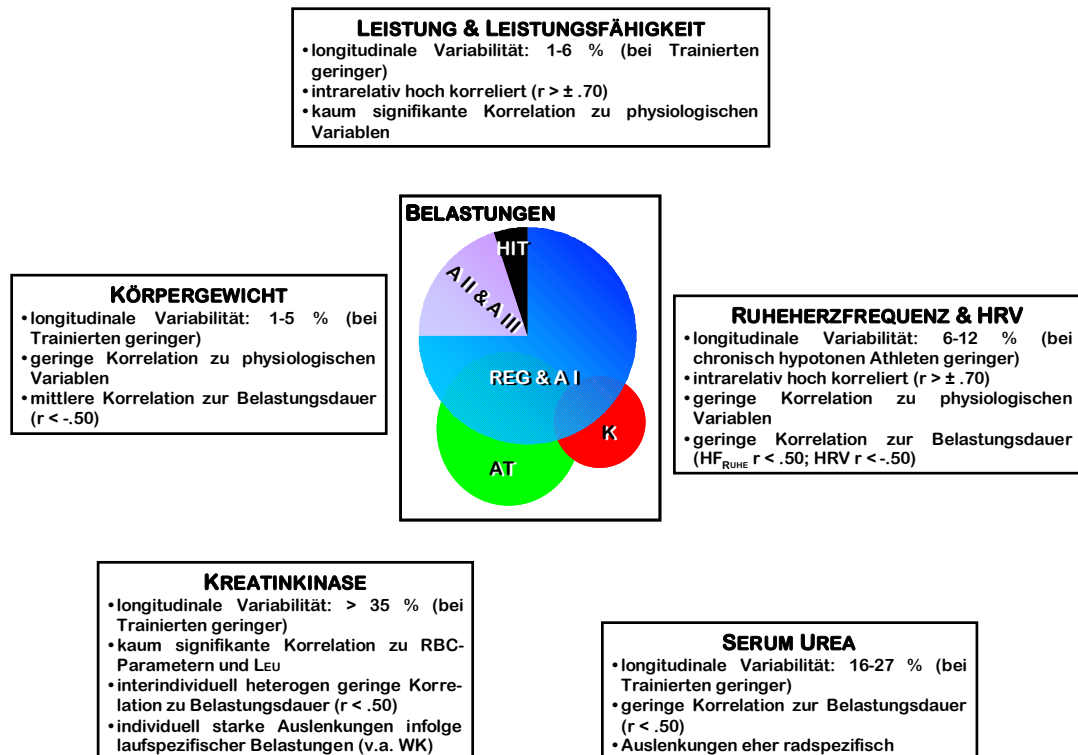 LEISTUNG & LEISTUNGSFÄHIGKEIT
• longitudinale Variabilität: 1-6 % (bei Trainierten
geringer)
• intrarelativ hoch korreliert (r > ± .70)
• kaum signifikante Korrelation zu physiologischen
Variablen
BELASTUNGEN
HIT
A II & A III
REG & A I
K
AT
KÖRPERGEWICHT
• longitudinale Variabilität: 1-5 % (bei
Trainierten geringer)
• geringe Korrelation zu physiologischen
Variablen
• mittlere Korrelation zur Belastungsdauer
(r < -.50)
RUHEHERZFREQUENZ & HRV
• longitudinale Variabilität: 6-12 % (bei
chronisch hypotonen Athleten geringer)
• intrarelativ hoch korreliert (r > ± .70)
• geringe Korrelation zu physiologischen
Variablen
• geringe Korrelation zur Belastungsdauer
(HF RUHE r < .50; HRV r < -.50)
KREATINKINASE
• longitudinale Variabilität: > 35 % (bei
Trainierten geringer)
• kaum signifikante Korrelation zu RBC-
Parametern und LEU
• interindividuell heterogen geringe Korre-
lation zu Belastungsdauer (r < .50)
• individuell starke Auslenkungen infolge
laufspezifischer Belastungen (v.a. WK)
SERUM UREA
• longitudinale Variabilität: 16-27 % (bei
Trainierten geringer)
• geringe Korrelation zur Belastungsdauer
(r < .50)
• Auslenkungen eher radspezifisch